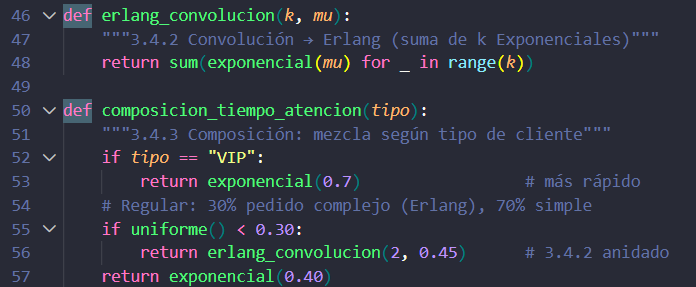 46 def erlang_convolucion(k, mu):
47     """3.4.2 Convolución → Erlang (suma de k Exponenciales)"""
48     return sum(exponencial(mu) for _ in range(k))
49
50 def composicion_tiempo_atencion(tipo):
51     """3.4.3 Composición: mezcla según tipo de cliente"""
52     if tipo == "VIP":
53         return exponencial(0.7)             # más rápido
54     # Regular: 30% pedido complejo (Erlang), 70% simple
55     if uniforme() < 0.30:
56         return erlang_convolucion(2, 0.45)     # 3.4.2 anidado
57     return exponencial(0.40)